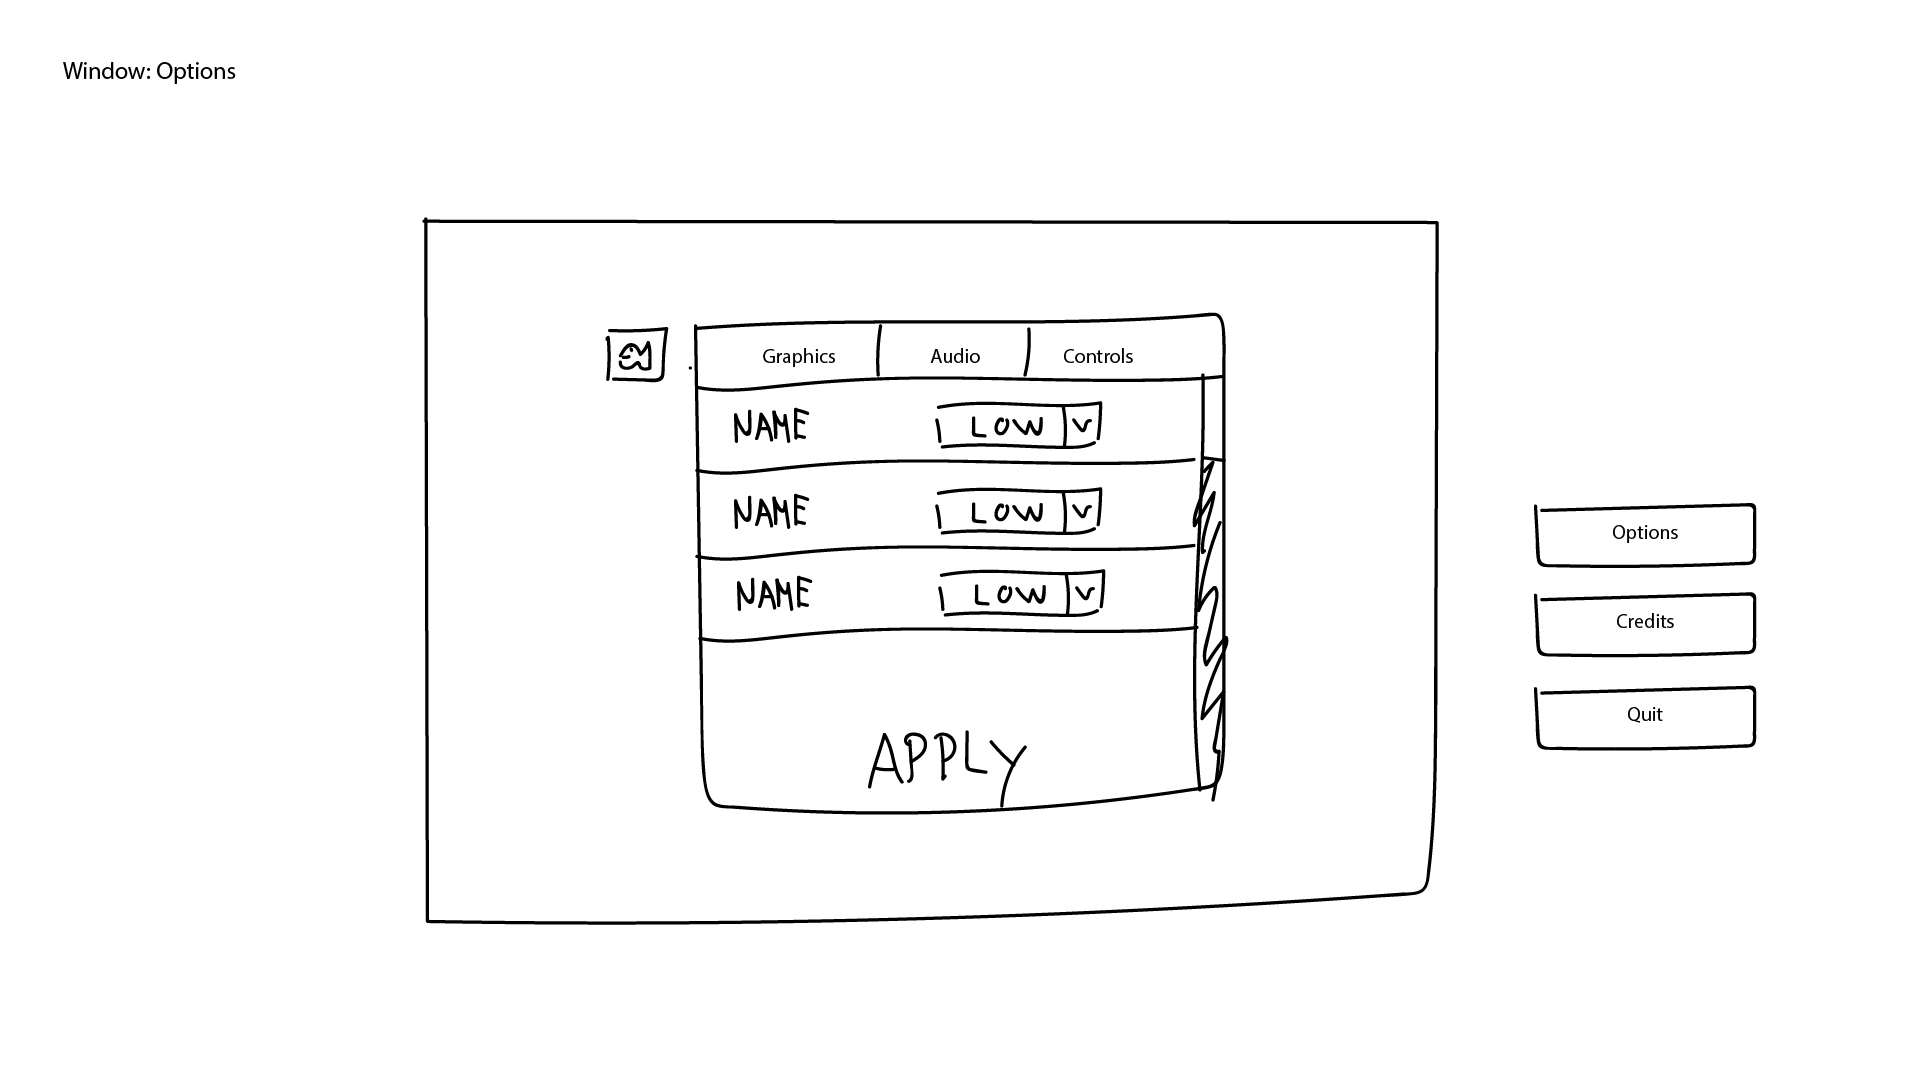 Window: Options
Graphics Audio Controls
NAME LOW
NAME LOW
NAME LOW
APPLY
Options
Credits
Quit